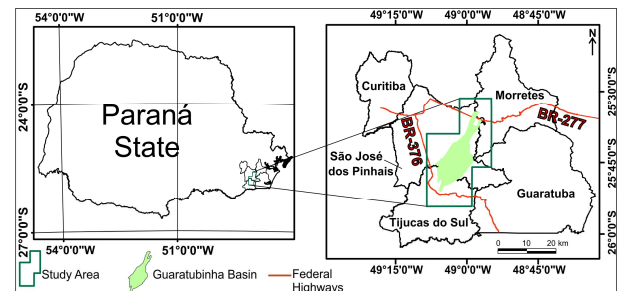 54°0'0"W 51°0'0"W
24°0'0"S
27°0'0"S
Paraná
State
54°0'0"W 51°0'0"W
49°15'0"W 49°0'0"W 48°45'0"W
N
Curitiba
Morretes
BR-277
BR-376
São José
dos Pinhais
Guaratuba
Tijucas do Sul
0 10 20 km
25°30'0"S
25°45'0"S
26°0'0"S
49°15'0"W 49°0'0"W 48°45'0"W
Study Area Guaratubinha Basin Federal
Highways